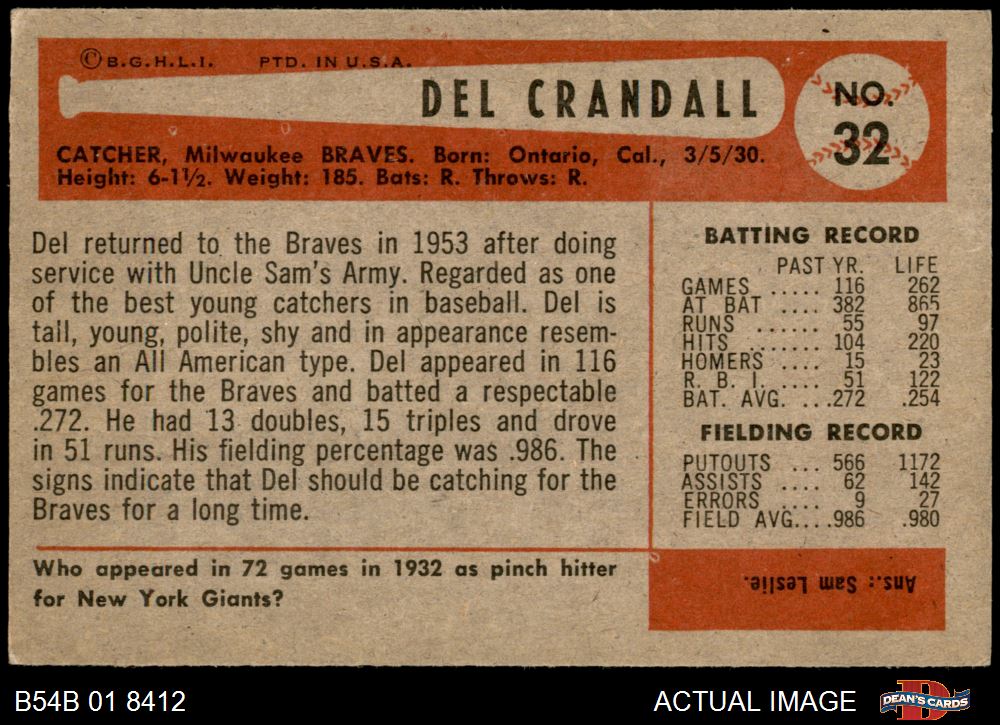 ©B.G.H.L.I. PTD. IN U.S.A.
DEL CRANDALL
NO.
32
CATCHER, Milwaukee BRAVES. Born: Ontario, Cal., 3/5/30.
Height: 6-1½. Weight: 185. Bats: R. Throws: R.
Del returned to the Braves in 1953 after doing
service with Uncle Sam's Army. Regarded as one
of the best young catchers in baseball. Del is
tall, young, polite, shy and in appearance resem-
bles an All American type. Del appeared in 116
games for the Braves and batted a respectable
.272. He had 13 doubles, 15 triples and drove
in 51 runs. His fielding percentage was .986. The
signs indicate that Del should be catching for the
Braves for a long time.
BATTING RECORD
PAST YR. LIFE
GAMES ..... 116 262
AT BAT .... 382 865
RUNS ...... 55 97
HITS ....... 104 220
HOMERS .... 15 23
R. B. I. .... 51 122
BAT. AVG. ...272 .254
FIELDING RECORD
PUTOUTS ... 566 1172
ASSISTS .... 62 142
ERRORS .... 9 27
FIELD AVG....986 .980
Who appeared in 72 games in 1932 as pinch hitter
for New York Giants?
Ans.: Sam Leslie.
B54B 01 8412
ACTUAL IMAGE
D
DEAN'S CARDS